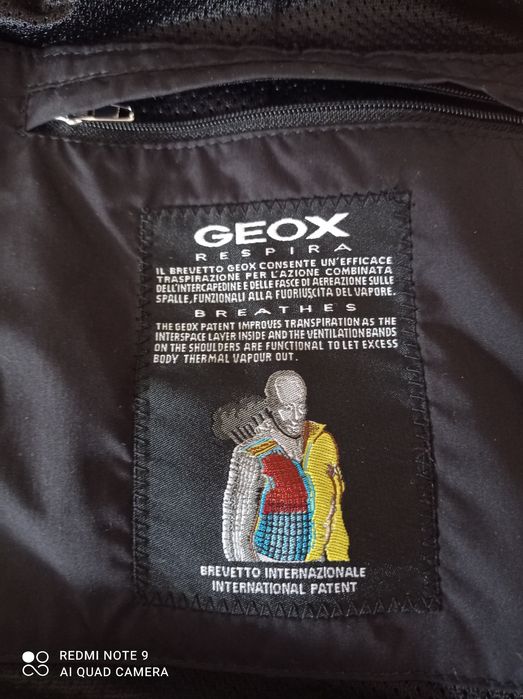 GEOX
RESPIRA
IL BREVETTO GEOX CONSENTE UN'EFFICACE
TRASPIRAZIONE PER L'AZIONE COMBINATA
DELL'INTERCAPEDINE E DELLE FASCE DI AEREAZIONE SULLE
SPALLE, FUNZIONALI ALLA FUORIUSCITA DEL VAPORE.
BREATHES
THE GEOX PATENT IMPROVES TRANSPIRATION AS THE
INTERSPACE LAYER INSIDE AND THE VENTILATION BANDS
ON THE SHOULDERS ARE FUNCTIONAL TO LET EXCESS
BODY THERMAL VAPOUR OUT.
BREVETTO INTERNAZIONALE
INTERNATIONAL PATENT
REDMI NOTE 9
AI QUAD CAMERA